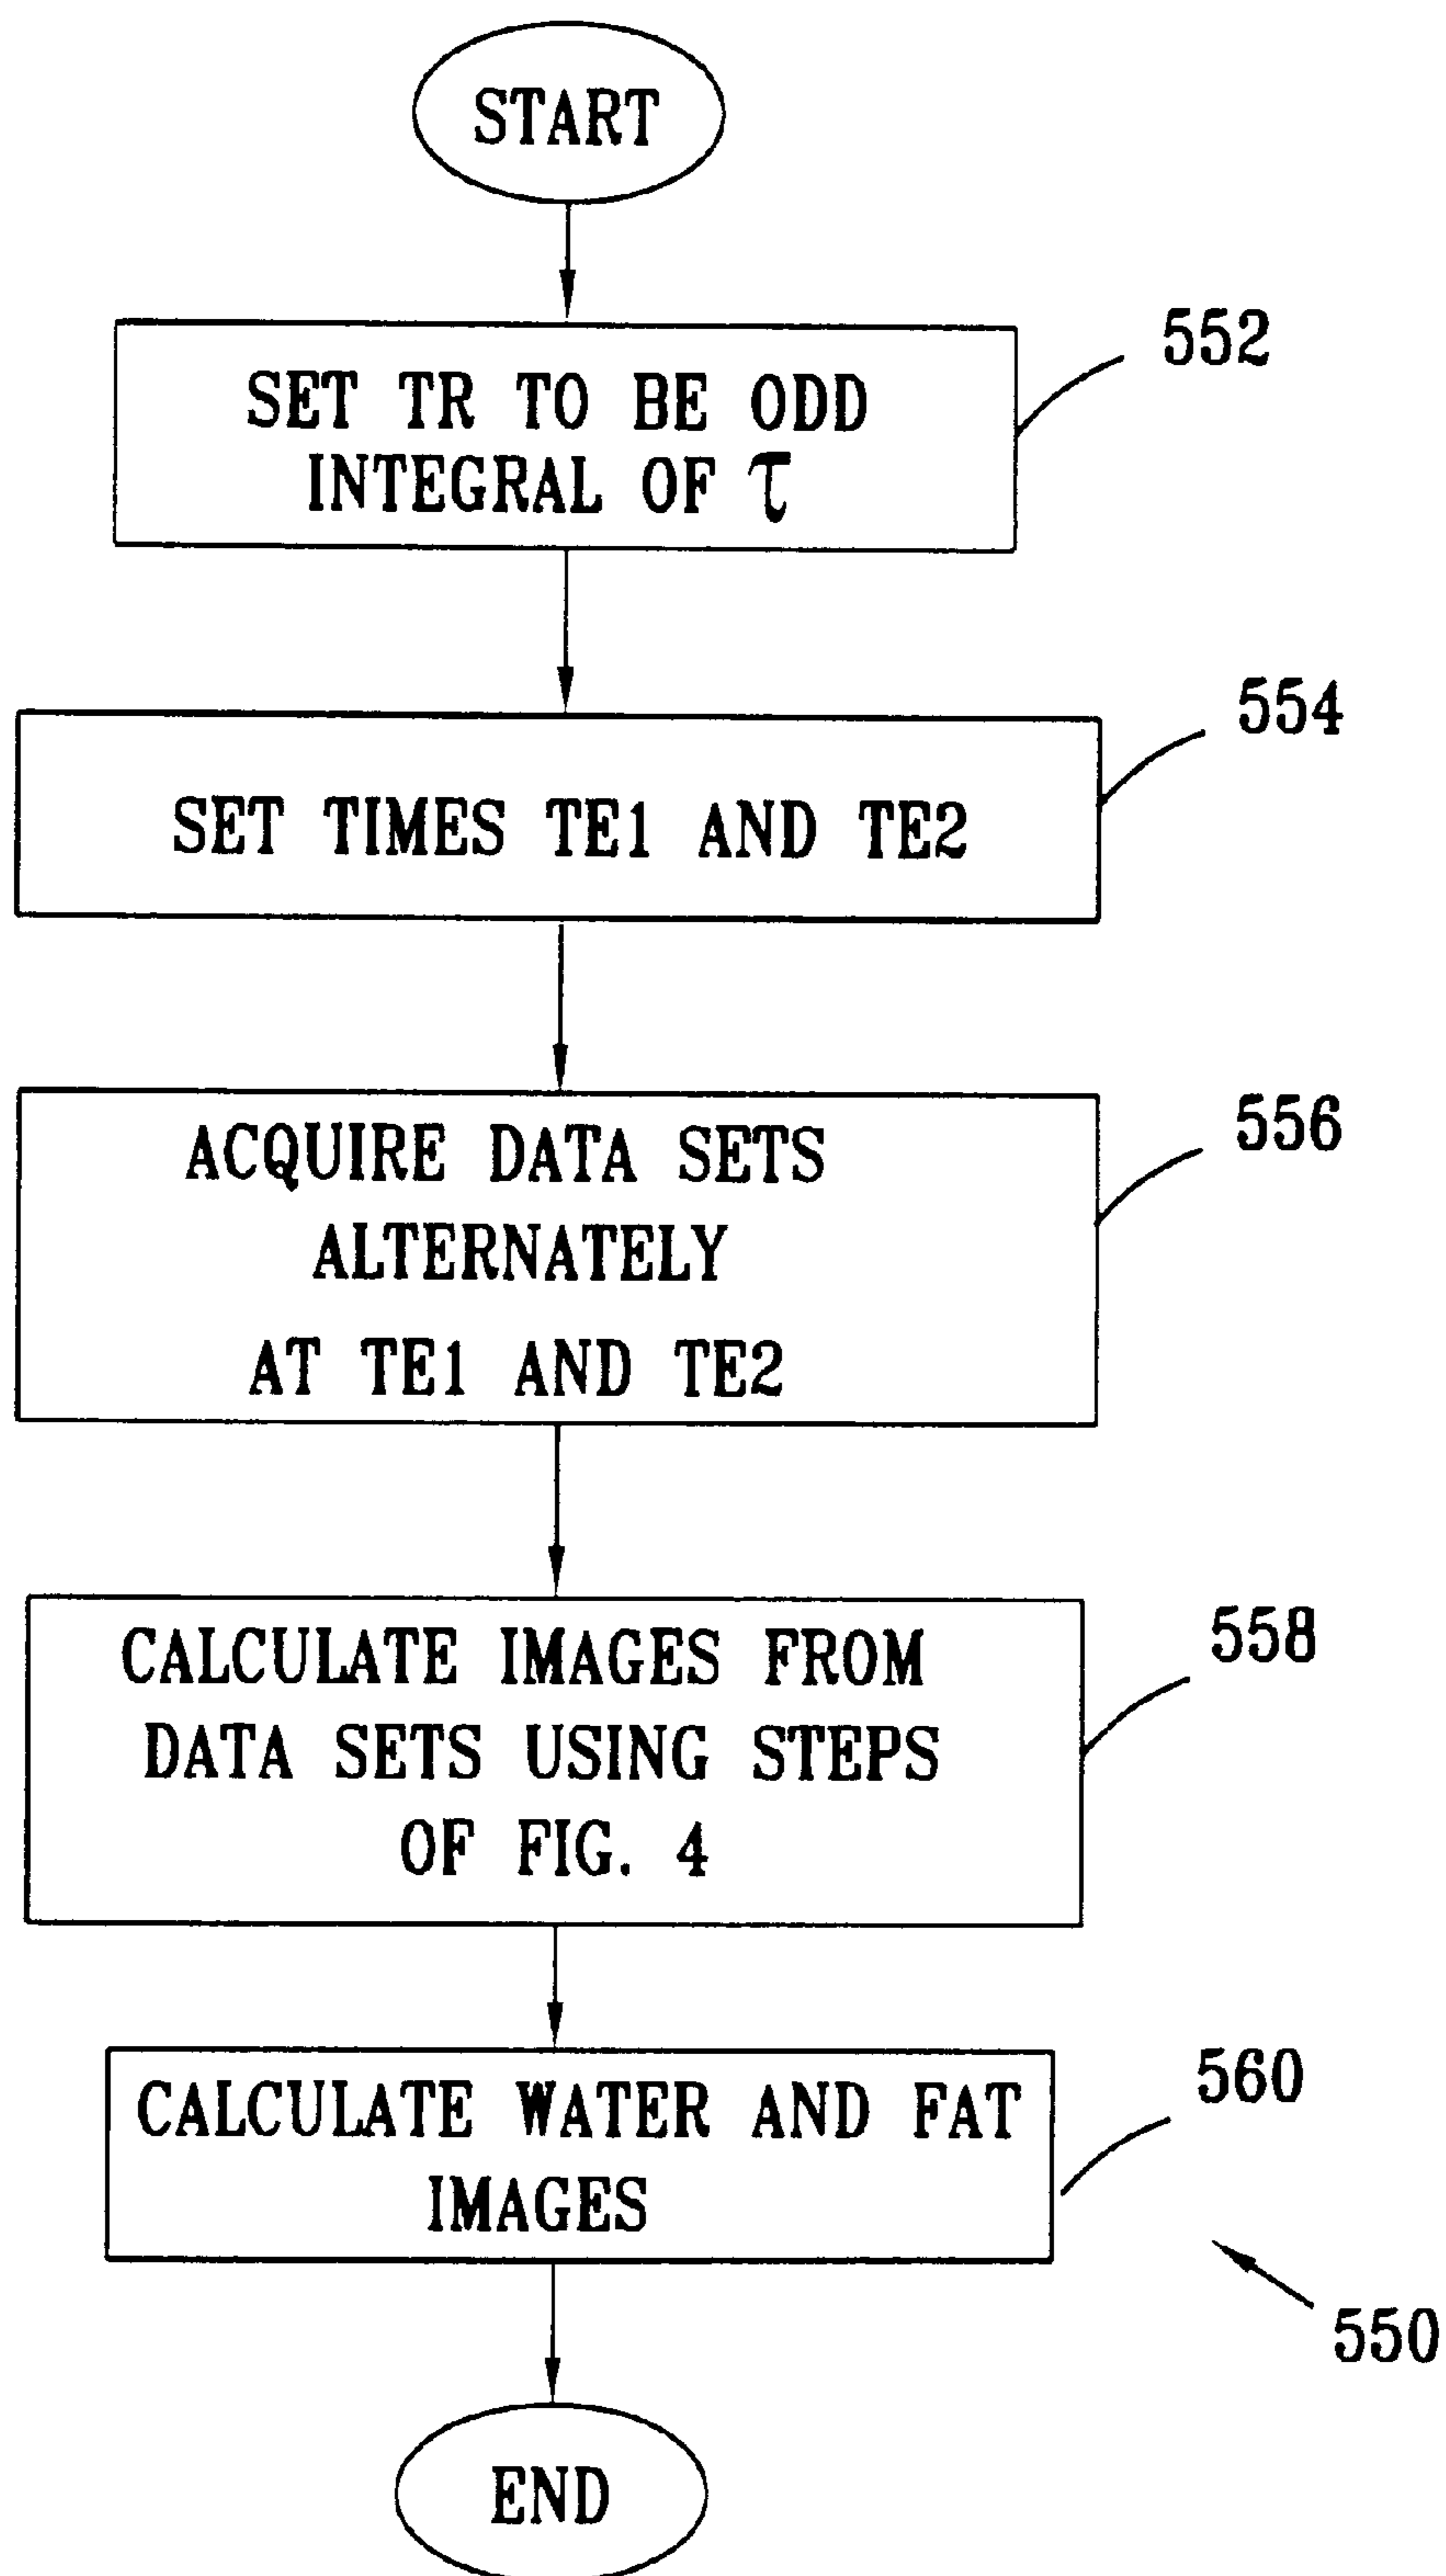 START
552
SET TR TO BE ODD
INTEGRAL OF τ
554
SET TIMES TE1 AND TE2
556
ACQUIRE DATA SETS
ALTERNATELY
AT TE1 AND TE2
558
CALCULATE IMAGES FROM
DATA SETS USING STEPS
OF FIG. 4
560
CALCULATE WATER AND FAT
IMAGES
550
END